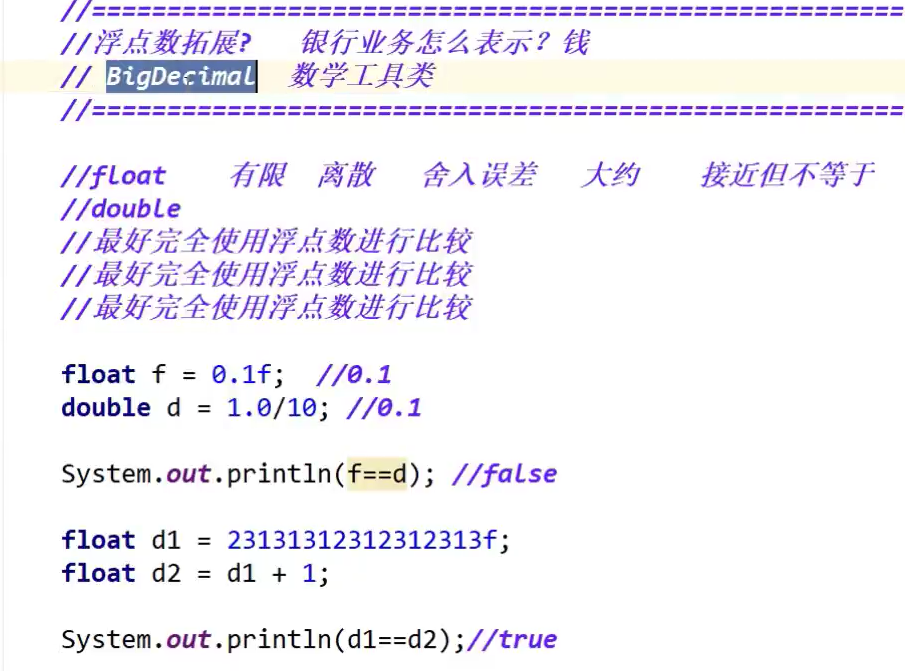 //======================================================
//浮点数拓展?   银行业务怎么表示? 钱
// BigDecimal  数学工具类
//======================================================
//float    有限  离散   舍入误差   大约    接近但不等于
//double
//最好完全使用浮点数进行比较
//最好完全使用浮点数进行比较
//最好完全使用浮点数进行比较
float f = 0.1f;  //0.1
double d = 1.0/10; //0.1
System.out.println(f==d); //false
float d1 = 23131312312312313f;
float d2 = d1 + 1;
System.out.println(d1==d2);//true